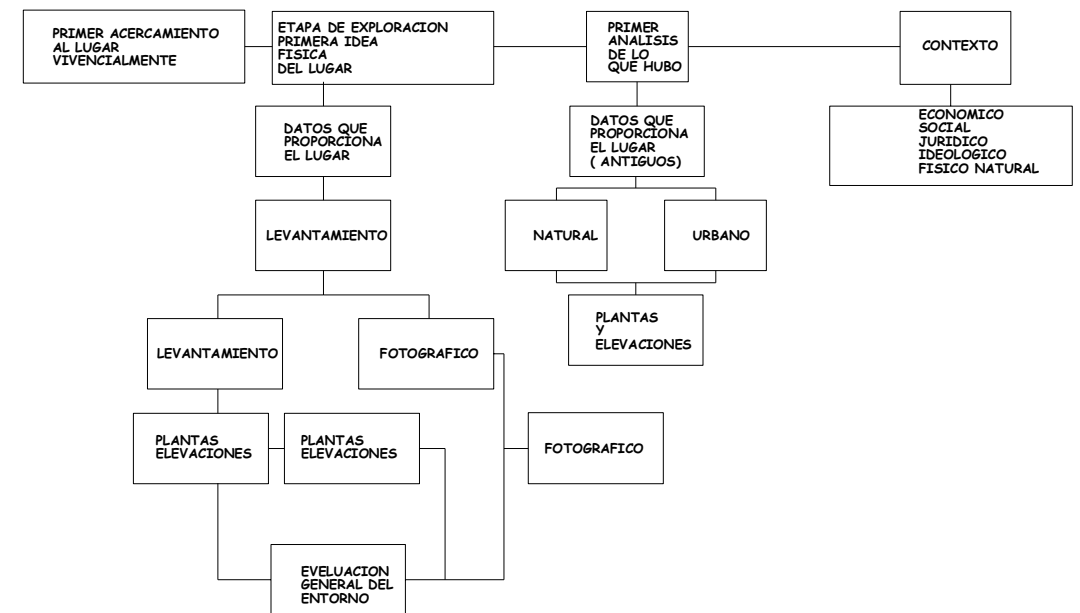 PRIMER ACERCAMIENTO
AL LUGAR
VIVENCIALMENTE
ETAPA DE EXPLORACION
PRIMERA IDEA
FISICA
DEL LUGAR
PRIMER
ANALISIS
DE LO
QUE HUBO
CONTEXTO
DATOS QUE
PROPORCIONA
EL LUGAR
DATOS QUE
PROPORCIONA
EL LUGAR
( ANTIGUOS)
ECONOMICO
SOCIAL
JURIDICO
IDEOLOGICO
FISICO NATURAL
LEVANTAMIENTO
NATURAL
URBANO
PLANTAS
Y
ELEVACIONES
LEVANTAMIENTO
FOTOGRAFICO
PLANTAS
ELEVACIONES
PLANTAS
ELEVACIONES
FOTOGRAFICO
EVELUACION
GENERAL DEL
ENTORNO